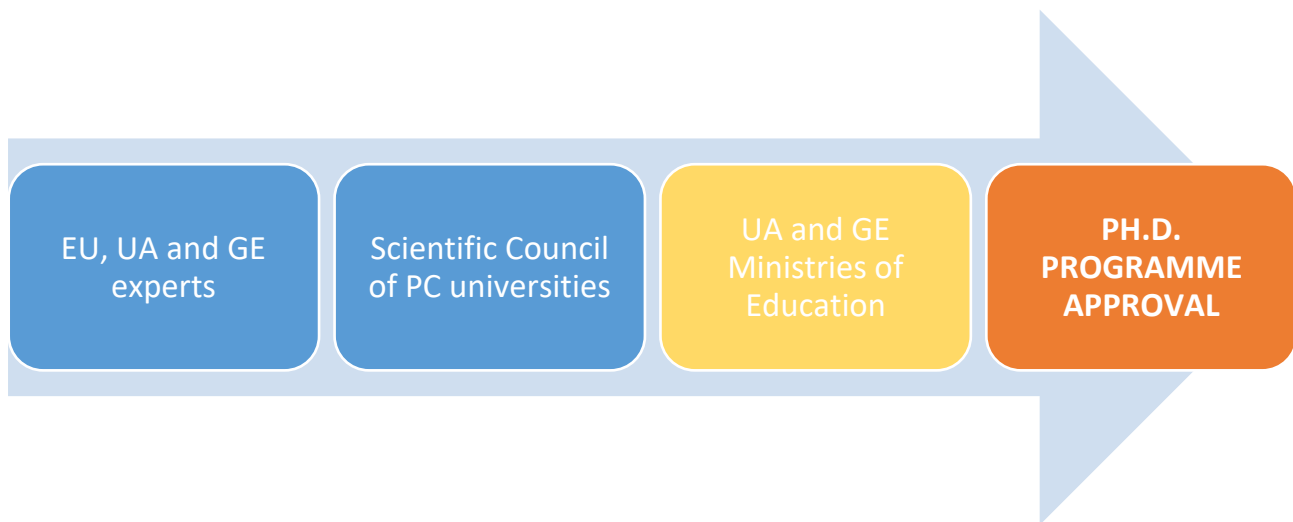 EU, UA and GE
experts
Scientific Council
of PC universities
UA and GE
Ministries of
Education
PH.D.
PROGRAMME
APPROVAL